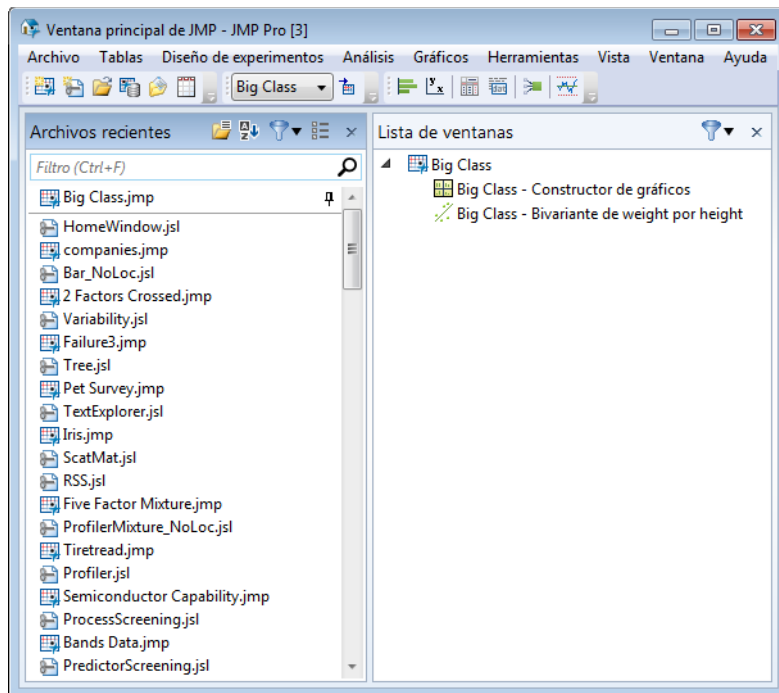 Ventana principal de JMP - JMP Pro [3]
Archivo Tablas Diseño de experimentos Análisis Gráficos Herramientas Vista Ventana Ayuda
Big Class
Archivos recientes
Filtro (Ctrl+F)
Big Class.jmp
HomeWindow.jsl
companies.jmp
Bar_NoLoc.jsl
2 Factors Crossed.jmp
Variability.jsl
Failure3.jmp
Tree.jsl
Pet Survey.jmp
TextExplorer.jsl
Iris.jmp
ScatMat.jsl
RSS.jsl
Five Factor Mixture.jmp
ProfilerMixture_NoLoc.jsl
Tiretread.jmp
Profiler.jsl
Semiconductor Capability.jmp
ProcessScreening.jsl
Bands Data.jmp
PredictorScreening.jsl
Lista de ventanas
Big Class
Big Class - Constructor de gráficos
Big Class - Bivariante de weight por height